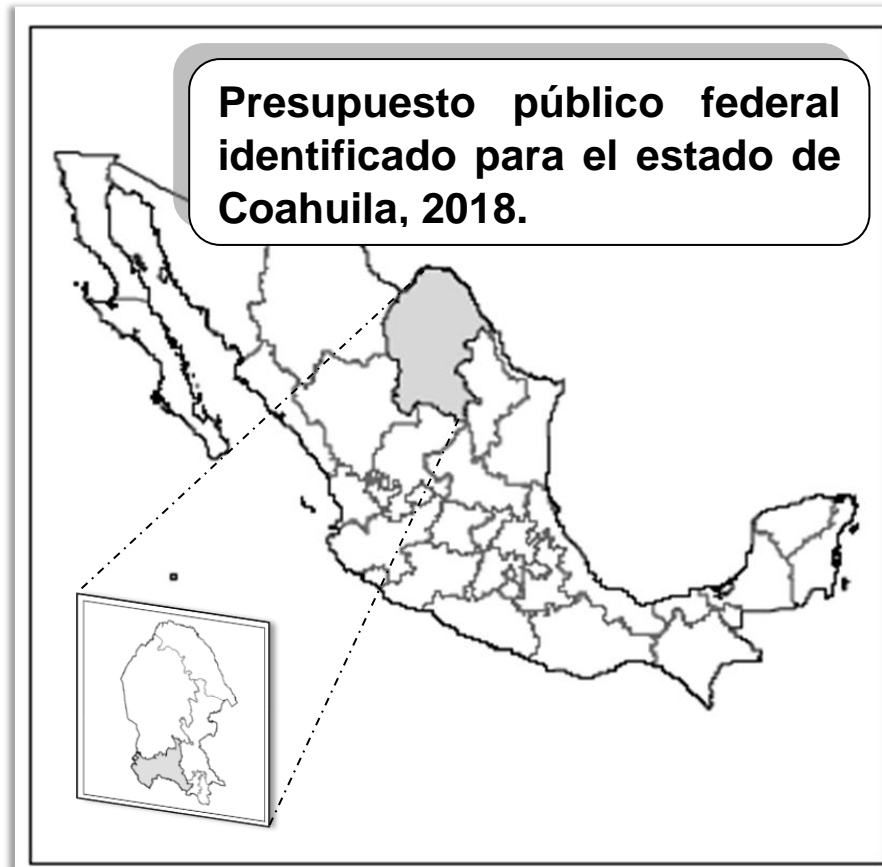 Presupuesto público federal
identificado para el estado de
Coahuila, 2018.